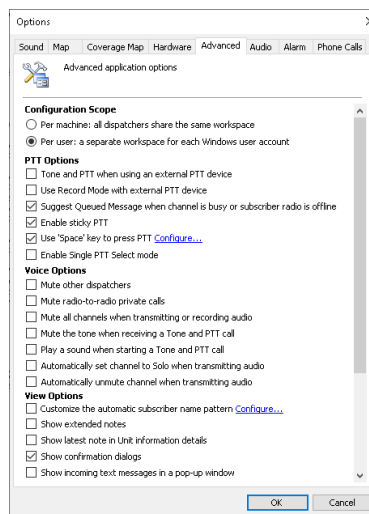 Options
Sound Map Coverage Map Hardware Advanced Audio Alarm Phone Calls
Advanced application options
Configuration Scope
Per machine: all dispatchers share the same workspace
Per user: a separate workspace for each Windows user account
PTT Options
Tone and PTT when using an external PTT device
Use Record Mode with external PTT device
Suggest Queued Message when channel is busy or subscriber radio is offline
Enable sticky PTT
Use 'Space' key to press PTT Configure...
Enable Single PTT Select mode
Voice Options
Mute other dispatchers
Mute radio-to-radio private calls
Mute all channels when transmitting or recording audio
Mute the tone when receiving a Tone and PTT call
Play a sound when starting a Tone and PTT call
Automatically set channel to Solo when transmitting audio
Automatically unmute channel when transmitting audio
View Options
Customize the automatic subscriber name pattern Configure...
Show extended notes
Show latest note in Unit information details
Show confirmation dialogs
Show incoming text messages in a pop-up window
OK Cancel